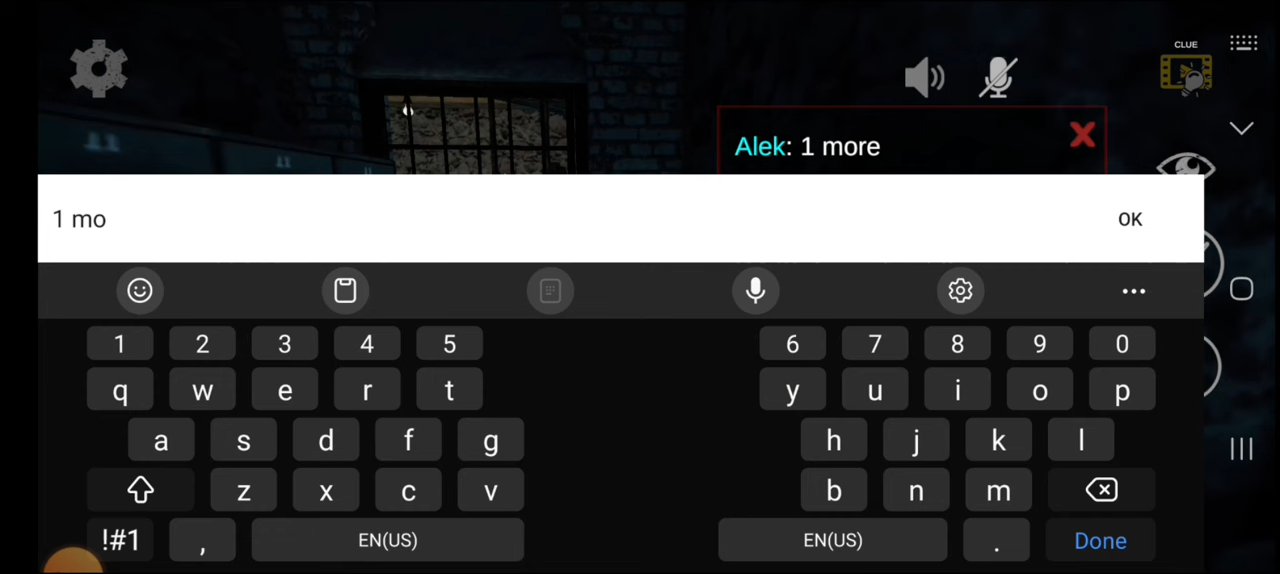 CLUE
Alek: 1 more
1 mo
OK
1 2 3 4 5 6 7 8 9 0
q w e r t y u i o p
a s d f g h j k l
z x c v b n m
!#1 , EN(US) EN(US) . Done